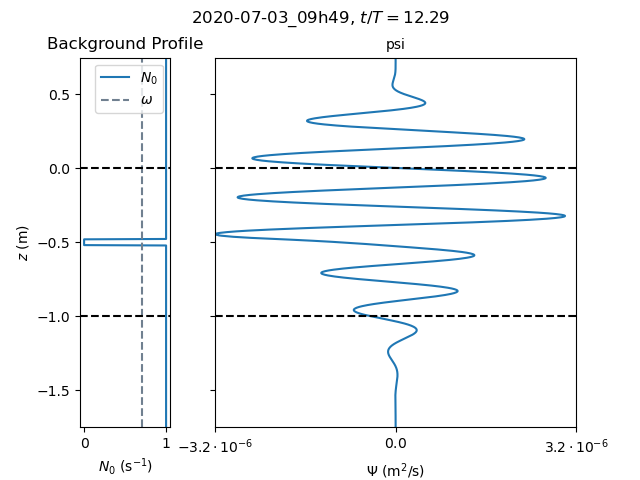 2020-07-03_09h49, t/T = 12.29
Background Profile
psi
N₀
ω
0.5
0.0
−0.5
−1.0
−1.5
z (m)
0
1
N₀ (s⁻¹)
−3.2 · 10⁻⁶
0.0
3.2 · 10⁻⁶
Ψ (m²/s)